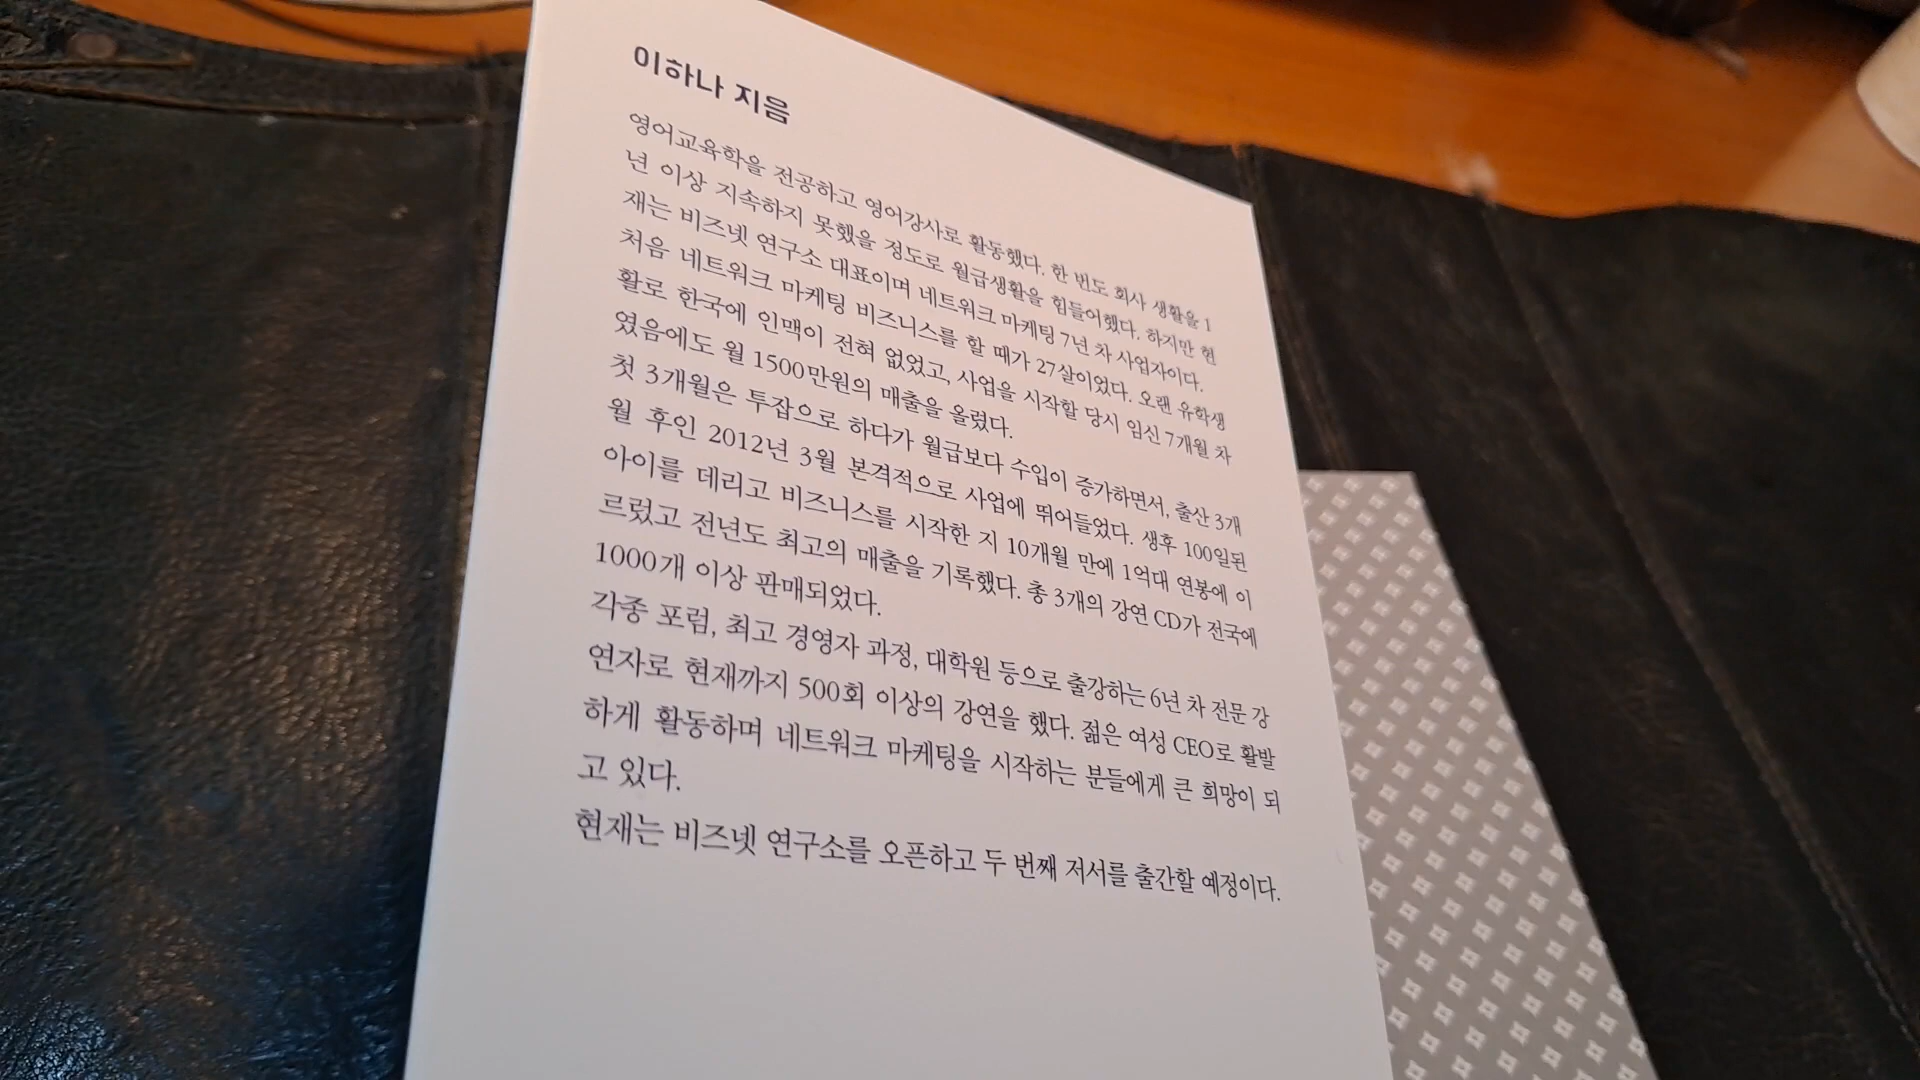 이하나 지음
영어교육학을 전공하고 영어강사로 활동했다. 한 번도 회사 생활을 1
년 이상 지속하지 못했을 정도로 월급생활을 힘들어했다. 하지만 현
재는 비즈넷 연구소 대표이며 네트워크 마케팅 7년 차 사업자이다.
처음 네트워크 마케팅 비즈니스를 할 때가 27살이었다. 오랜 유학생
활로 한국에 인맥이 전혀 없었고, 사업을 시작할 당시 임신 7개월 차
였음에도 월 1500만원의 매출을 올렸다.
첫 3개월은 투잡으로 하다가 월급보다 수입이 증가하면서, 출산 3개
월 후인 2012년 3월 본격적으로 사업에 뛰어들었다. 생후 100일된
아이를 데리고 비즈니스를 시작한 지 10개월 만에 1억대 연봉에 이
르렀고 전년도 최고의 매출을 기록했다. 총 3개의 강연 CD가 전국에
1000개 이상 판매되었다.
각종 포럼, 최고 경영자 과정, 대학원 등으로 출강하는 6년 차 전문 강
연자로 현재까지 500회 이상의 강연을 했다. 젊은 여성 CEO로 활발
하게 활동하며 네트워크 마케팅을 시작하는 분들에게 큰 희망이 되
고 있다.
현재는 비즈넷 연구소를 오픈하고 두 번째 저서를 출간할 예정이다.